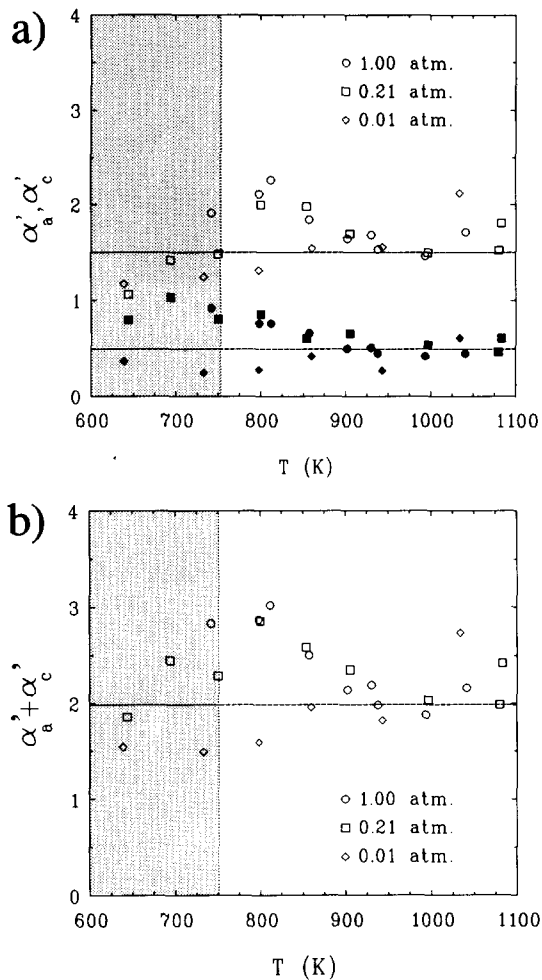 a)
4
3
2
1
0
α'a, α'c
○ 1.00 atm.
□ 0.21 atm.
◇ 0.01 atm.
600 700 800 900 1000 1100
T (K)
b)
4
3
2
1
0
α'a+α'c
○ 1.00 atm.
□ 0.21 atm.
◇ 0.01 atm.
600 700 800 900 1000 1100
T (K)